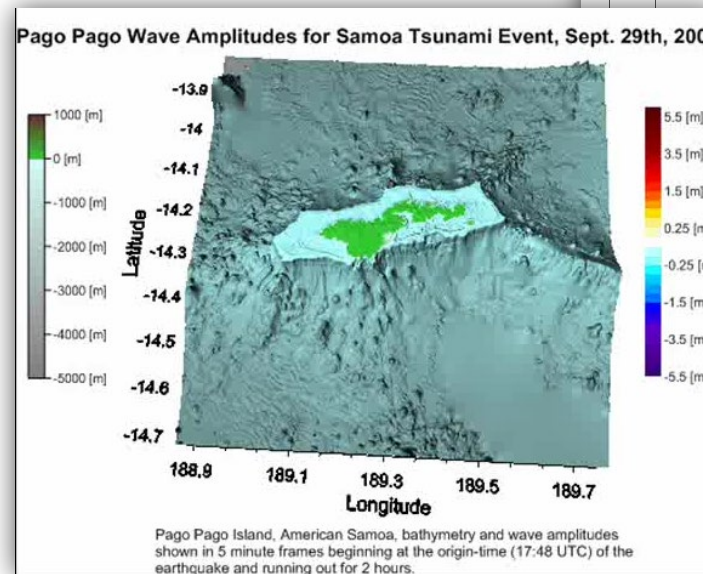 Pago Pago Wave Amplitudes for Samoa Tsunami Event, Sept. 29th, 200
1000 [m]
0 [m]
-1000 [m]
-2000 [m]
-3000 [m]
-4000 [m]
-5000 [m]
Latitude
-13.9
-14
-14.1
-14.2
-14.3
-14.4
-14.5
-14.6
-14.7
5.5 [m]
3.5 [m]
1.5 [m]
0.25 [m]
-0.25 [m]
-1.5 [m]
-3.5 [m]
-5.5 [m]
188.9 189.1 189.3 189.5 189.7
Longitude
Pago Pago Island, American Samoa, bathymetry and wave amplitudes
shown in 5 minute frames beginning at the origin-time (17:48 UTC) of the
earthquake and running out for 2 hours.